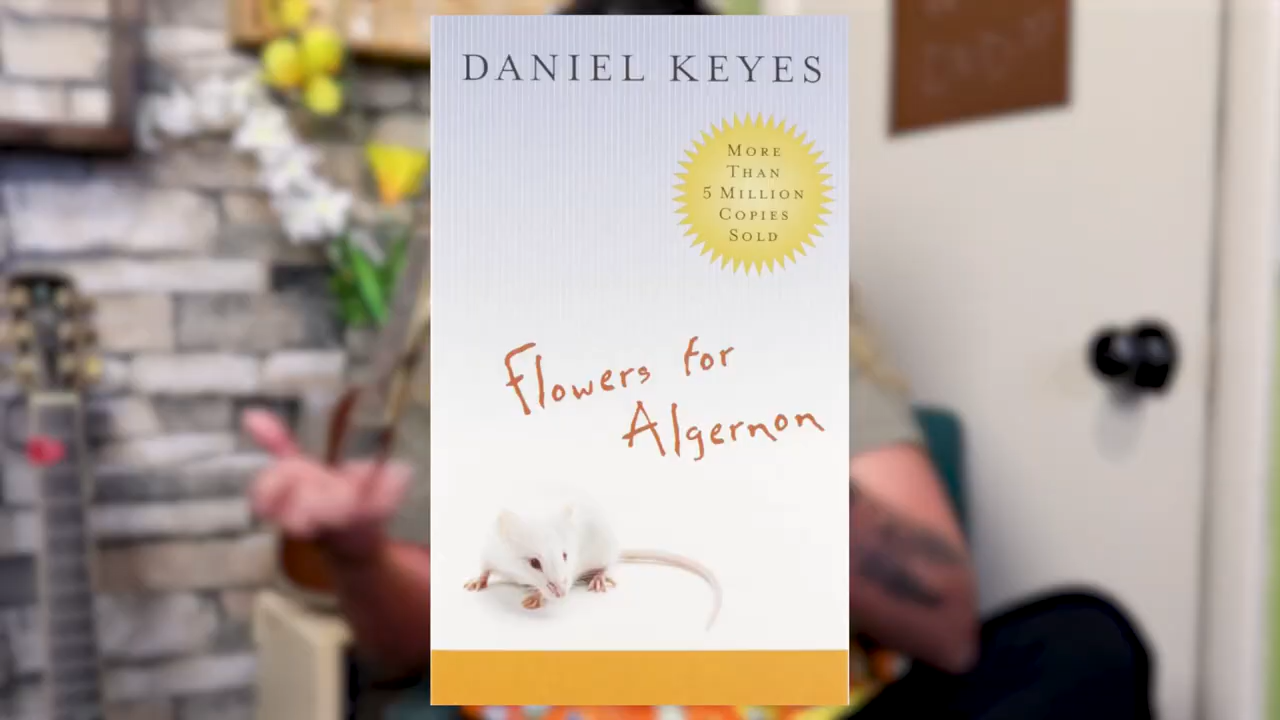 DANIEL KEYES
MORE
THAN
5 MILLION
COPIES
SOLD
Flowers for
Algernon